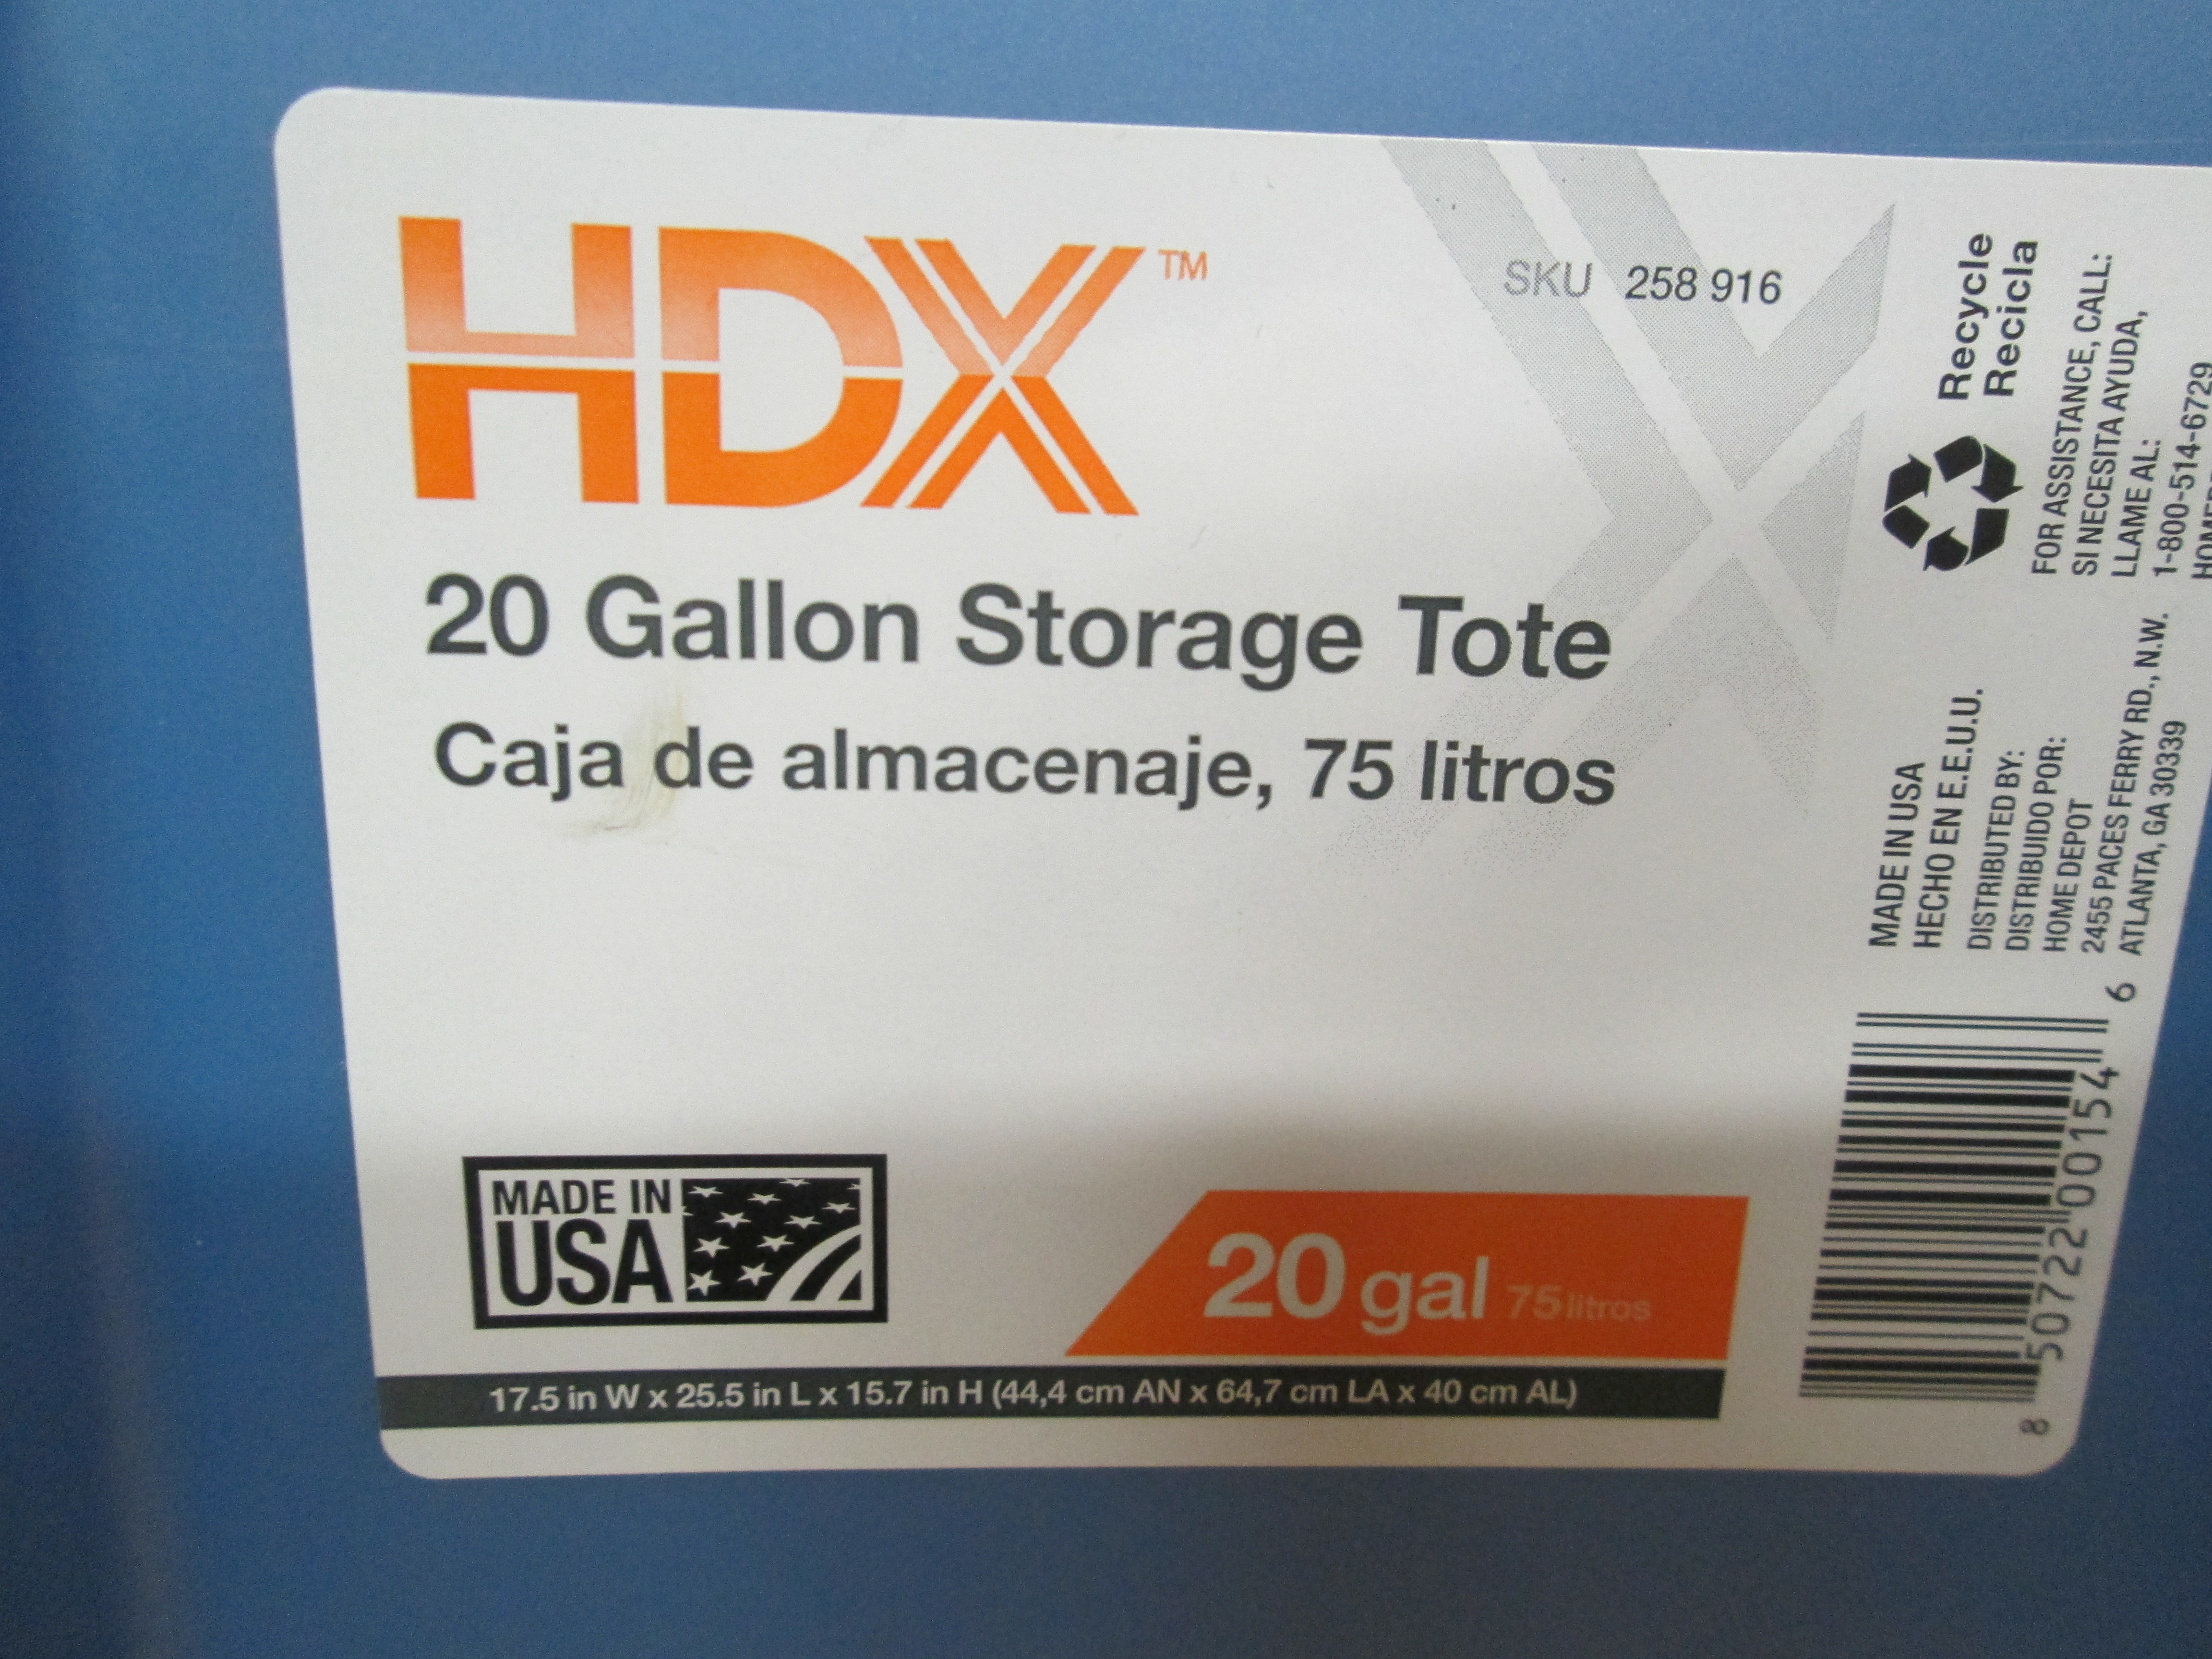 HDX™
SKU 258 916
20 Gallon Storage Tote
Caja de almacenaje, 75 litros
MADE IN
USA
20 gal 75 litros
17.5 in W x 25.5 in L x 15.7 in H (44,4 cm AN x 64,7 cm LA x 40 cm AL)
Recycle
Recicla
FOR ASSISTANCE, CALL:
SI NECESITA AYUDA,
LLAME AL:
1-800-514-6729
MADE IN USA
HECHO EN E.E.U.U.
DISTRIBUTED BY:
DISTRIBUIDO POR:
HOME DEPOT
2455 PACES FERRY RD., N.W.
ATLANTA, GA 30339
8 50722 00154 6